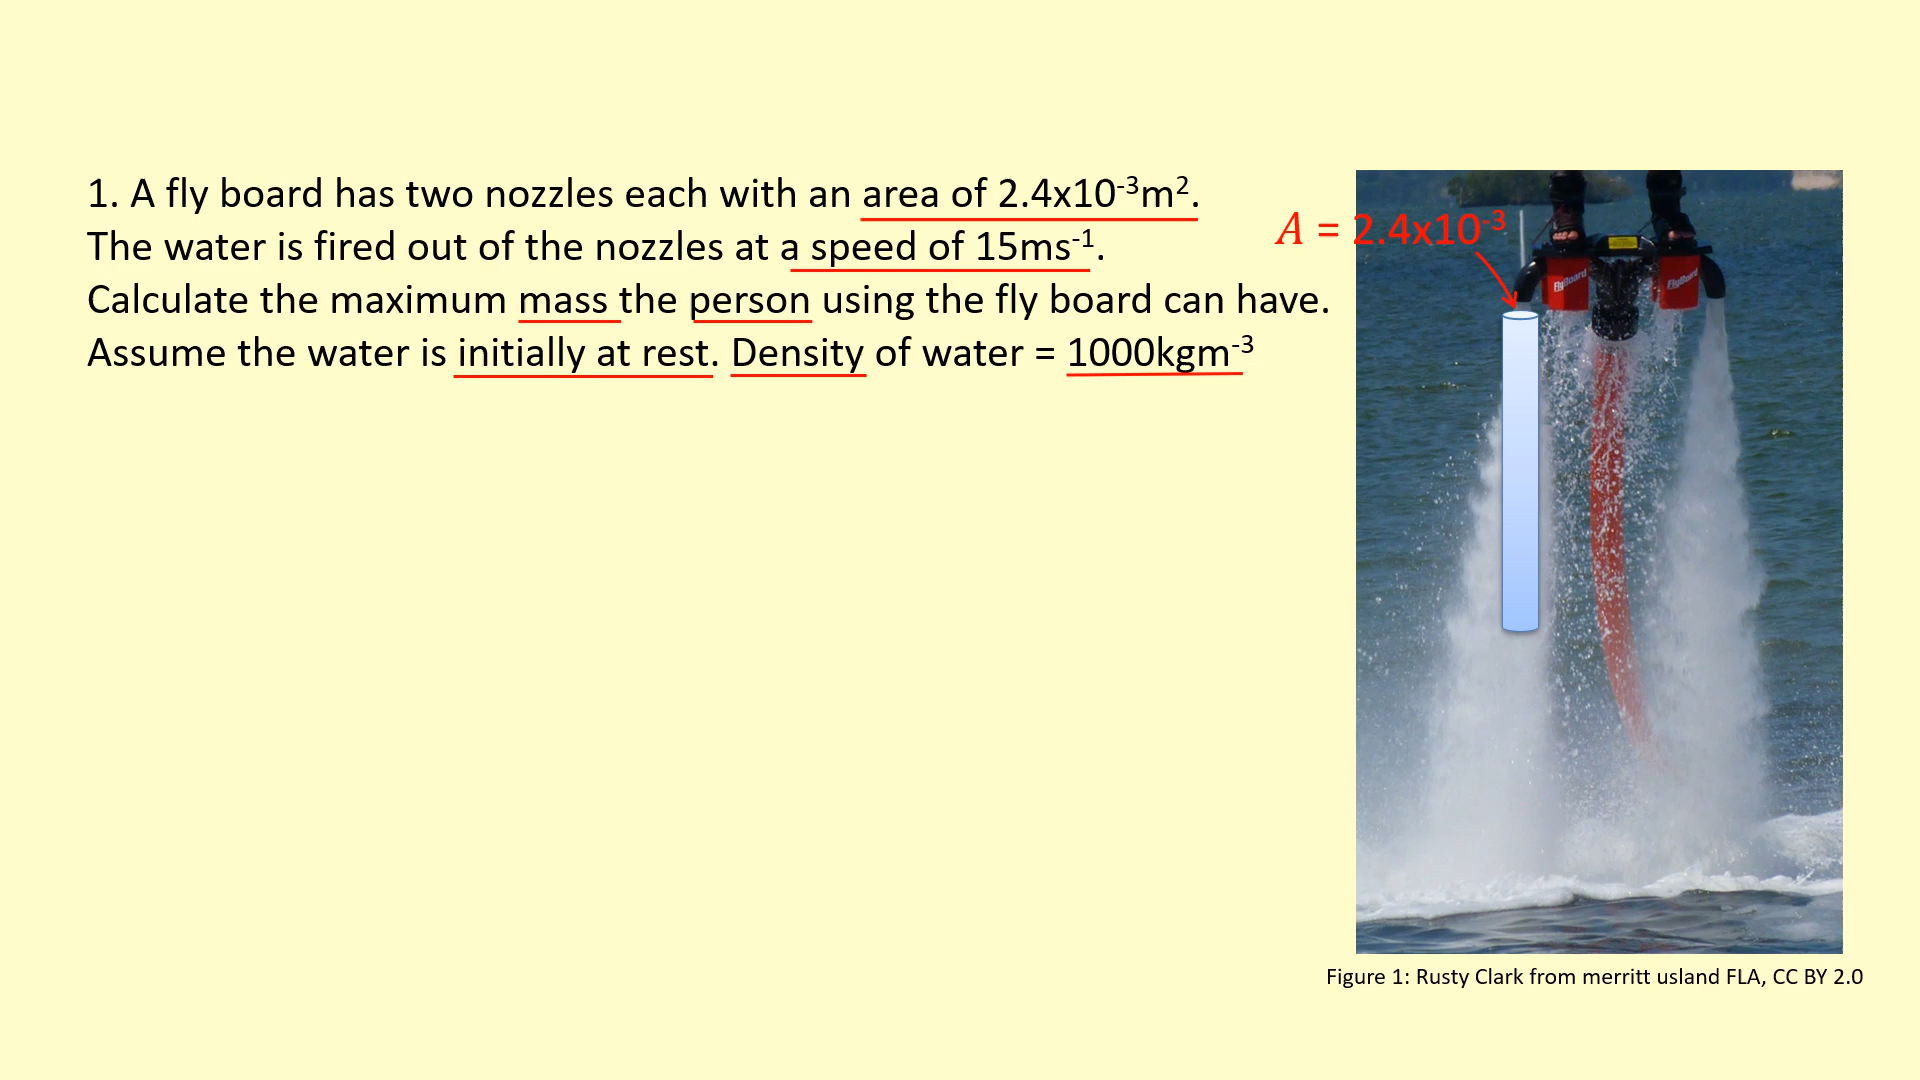 1. A fly board has two nozzles each with an area of 2.4x10⁻³m².
The water is fired out of the nozzles at a speed of 15ms⁻¹.
Calculate the maximum mass the person using the fly board can have.
Assume the water is initially at rest. Density of water = 1000kgm⁻³
A = 2.4x10⁻³
FlyBoard
FlyBoard
Figure 1: Rusty Clark from merritt usland FLA, CC BY 2.0